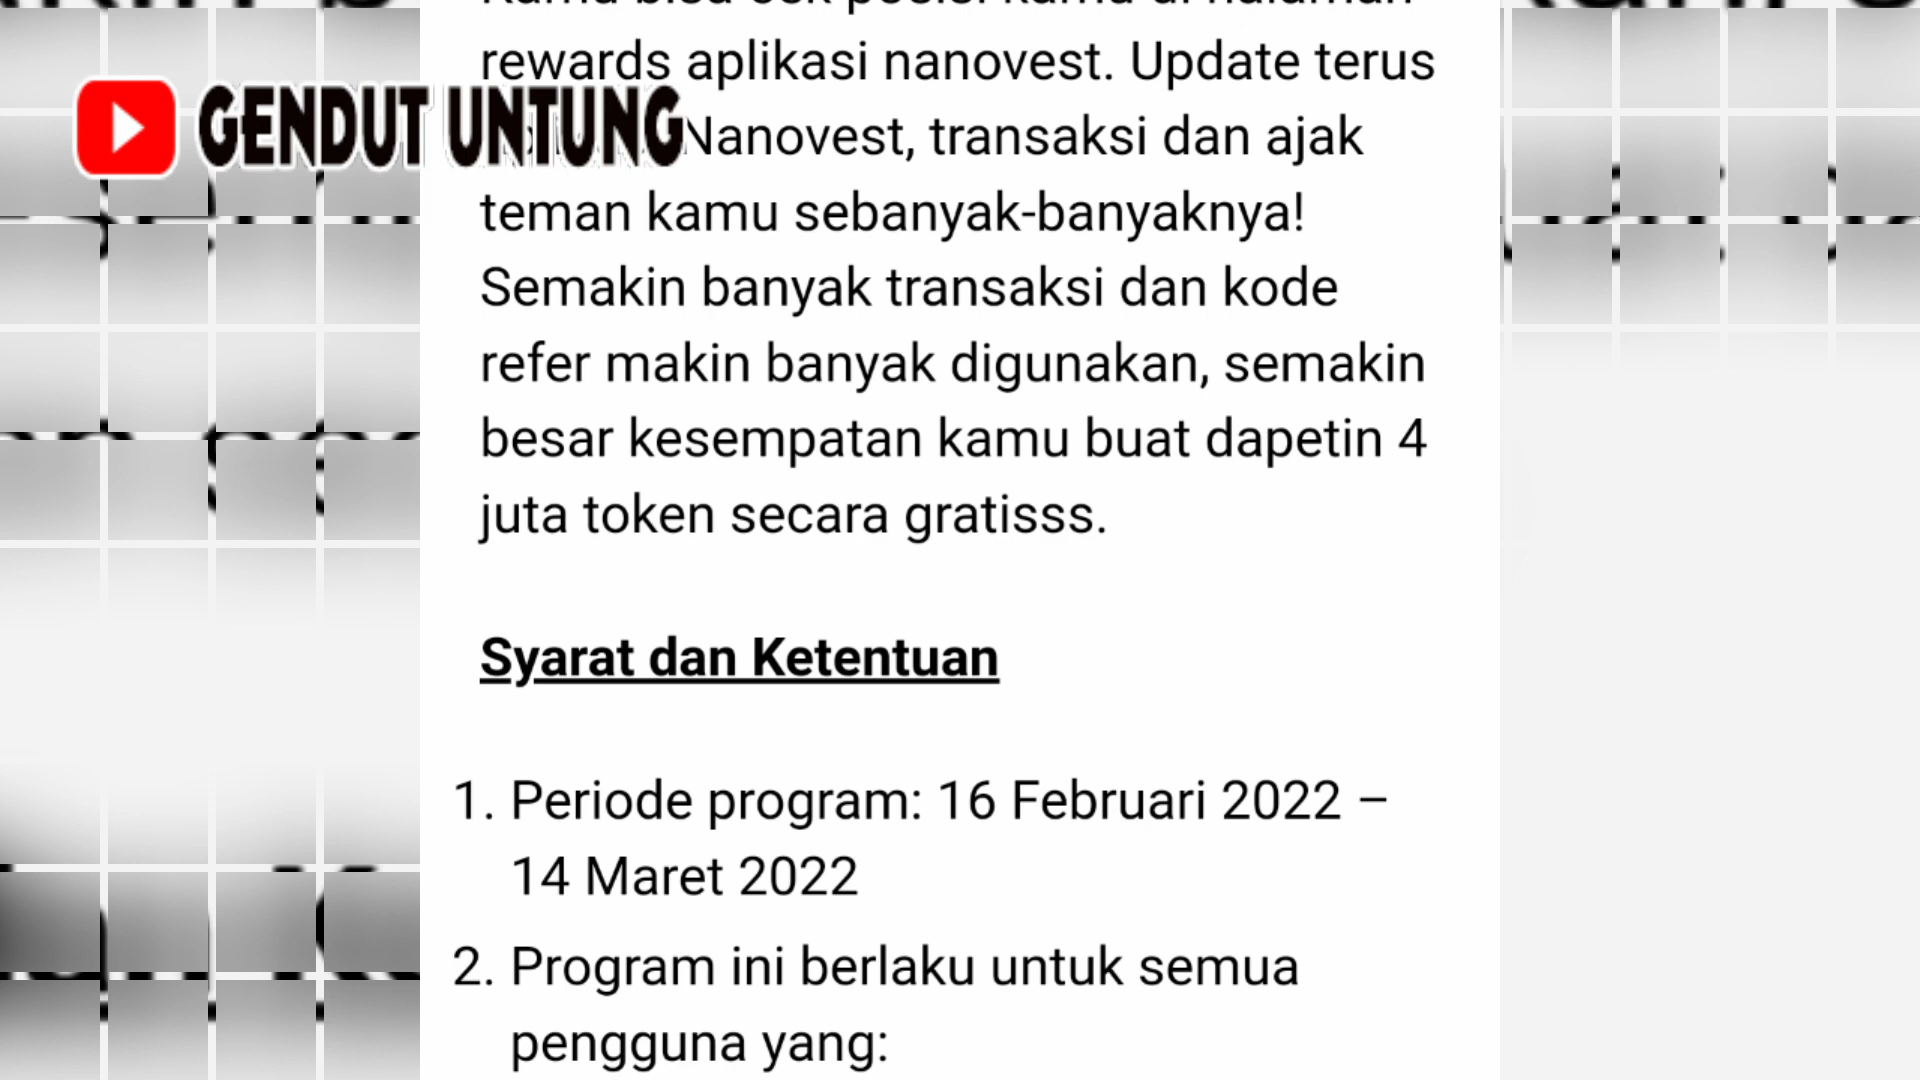 rewards aplikasi nanovest. Update terus
GENDUT UNTUNG
Nanovest, transaksi dan ajak
teman kamu sebanyak-banyaknya!
Semakin banyak transaksi dan kode
refer makin banyak digunakan, semakin
besar kesempatan kamu buat dapetin 4
juta token secara gratisss.
Syarat dan Ketentuan
1. Periode program: 16 Februari 2022 –
14 Maret 2022
2. Program ini berlaku untuk semua
pengguna yang: